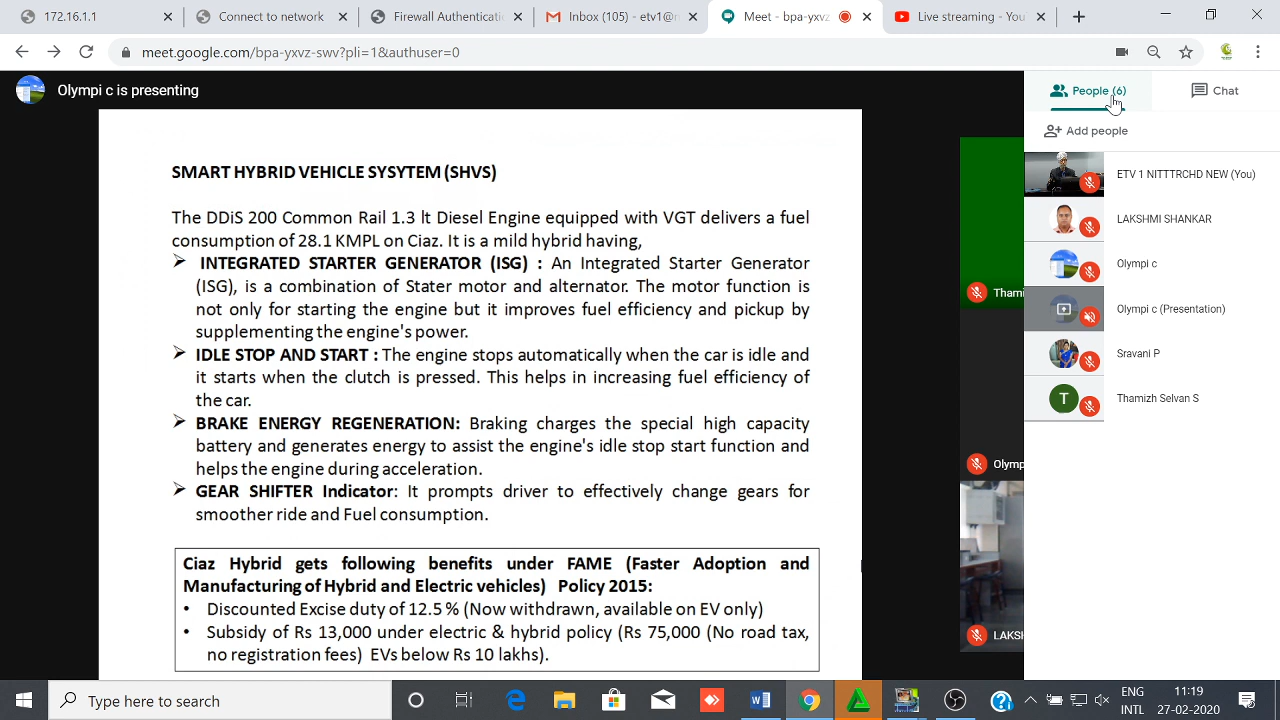 172.16.1.1
Connect to network
Firewall Authenticati
Inbox (105)
etv1@n
Meet - bpa-yxvz
Live streaming - You
meet.google.com/bpa-yxvz-swv?pli=1&authuser=0
Olympi c is presenting
People (6)
Chat
Add people
SMART HYBRID VEHICLE SYSYTEM (SHVS)
The DDiS 200 Common Rail 1.3 lt Diesel Engine equipped with VGT delivers a fuel
consumption of 28.1 KMPL on Ciaz. It is a mild hybrid having,
INTEGRATED STARTER GENERATOR (ISG) : An Integrated Starter Generator
(ISG), is a combination of Stater motor and alternator. The motor function is
not only for starting the engine but it improves fuel efficiency and pickup by
supplementing the engine's power.
IDLE STOP AND START : The engine stops automatically when the car is idle and
it starts when the clutch is pressed. This helps in increasing fuel efficiency of
the car.
BRAKE ENERGY REGENERATION: Braking charges the special high capacity
battery and generates energy to assist the engine's idle stop start function and
helps the engine during acceleration.
GEAR SHIFTER Indicator: It prompts driver to effectively change gears for
smoother ride and Fuel consumption.
Ciaz Hybrid gets following benefits under FAME (Faster Adoption and
Manufacturing of Hybrid and Electric vehicles) Policy 2015:
• Discounted Excise duty of 12.5 % (Now withdrawn, available on EV only)
• Subsidy of Rs 13,000 under electric & hybrid policy (Rs 75,000 (No road tax,
no registration fees) EVs below Rs 10 lakhs).
Thami
Olymp
LAKSH
ETV 1 NITTTRCHD NEW (You)
LAKSHMI SHANKAR
Olympi c
Olympi c (Presentation)
Sravani P
T
Thamizh Selvan S
Type here to search
ENG
INTL
11:19
27-02-2020